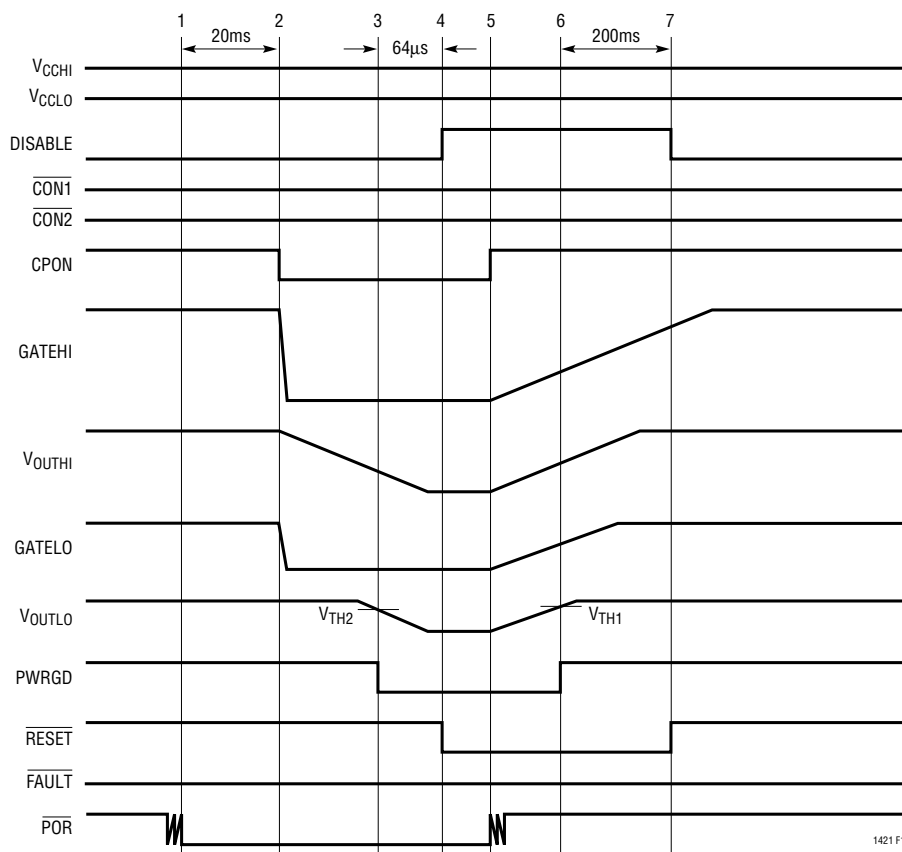 1 2 3 4 5 6 7
20ms 64µs 200ms
VCCHI
VCCLO
DISABLE
CON1
CON2
CPON
GATEHI
VOUTHI
GATELO
VOUTLO
VTH2 VTH1
PWRGD
RESET
FAULT
POR